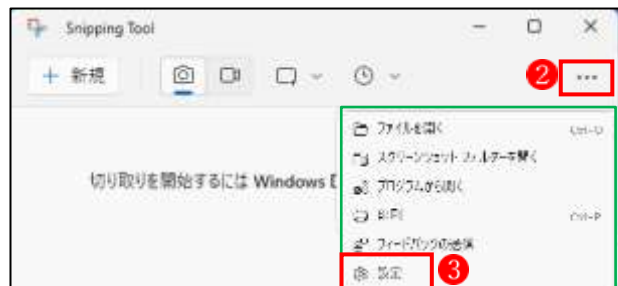 Snipping Tool
+ 新規
2
ファイルを開く Ctrl+O
スクリーンショット フォルダーを開く
プログラムから開く
切り取りを開始するには Windows
印刷 Ctrl+P
フィードバックの送信
設定 3